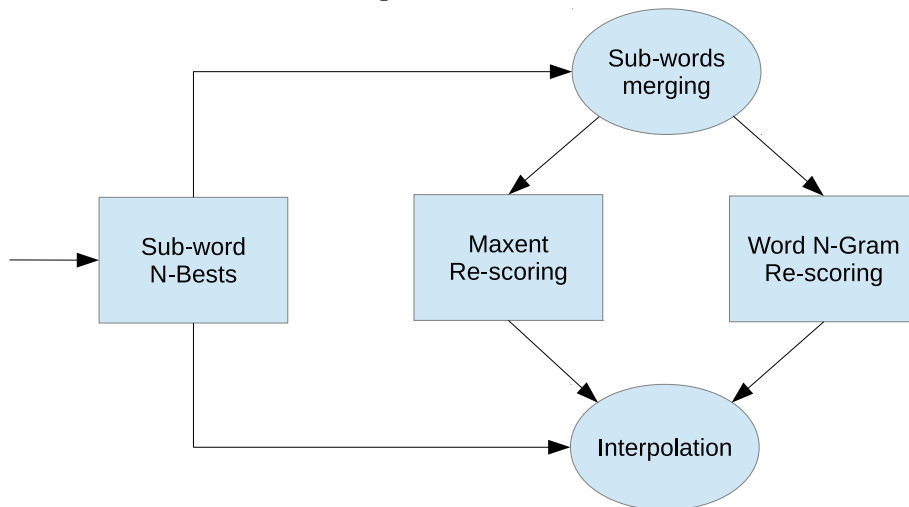 Sub-words
merging
Sub-word
N-Bests
Maxent
Re-scoring
Word N-Gram
Re-scoring
Interpolation